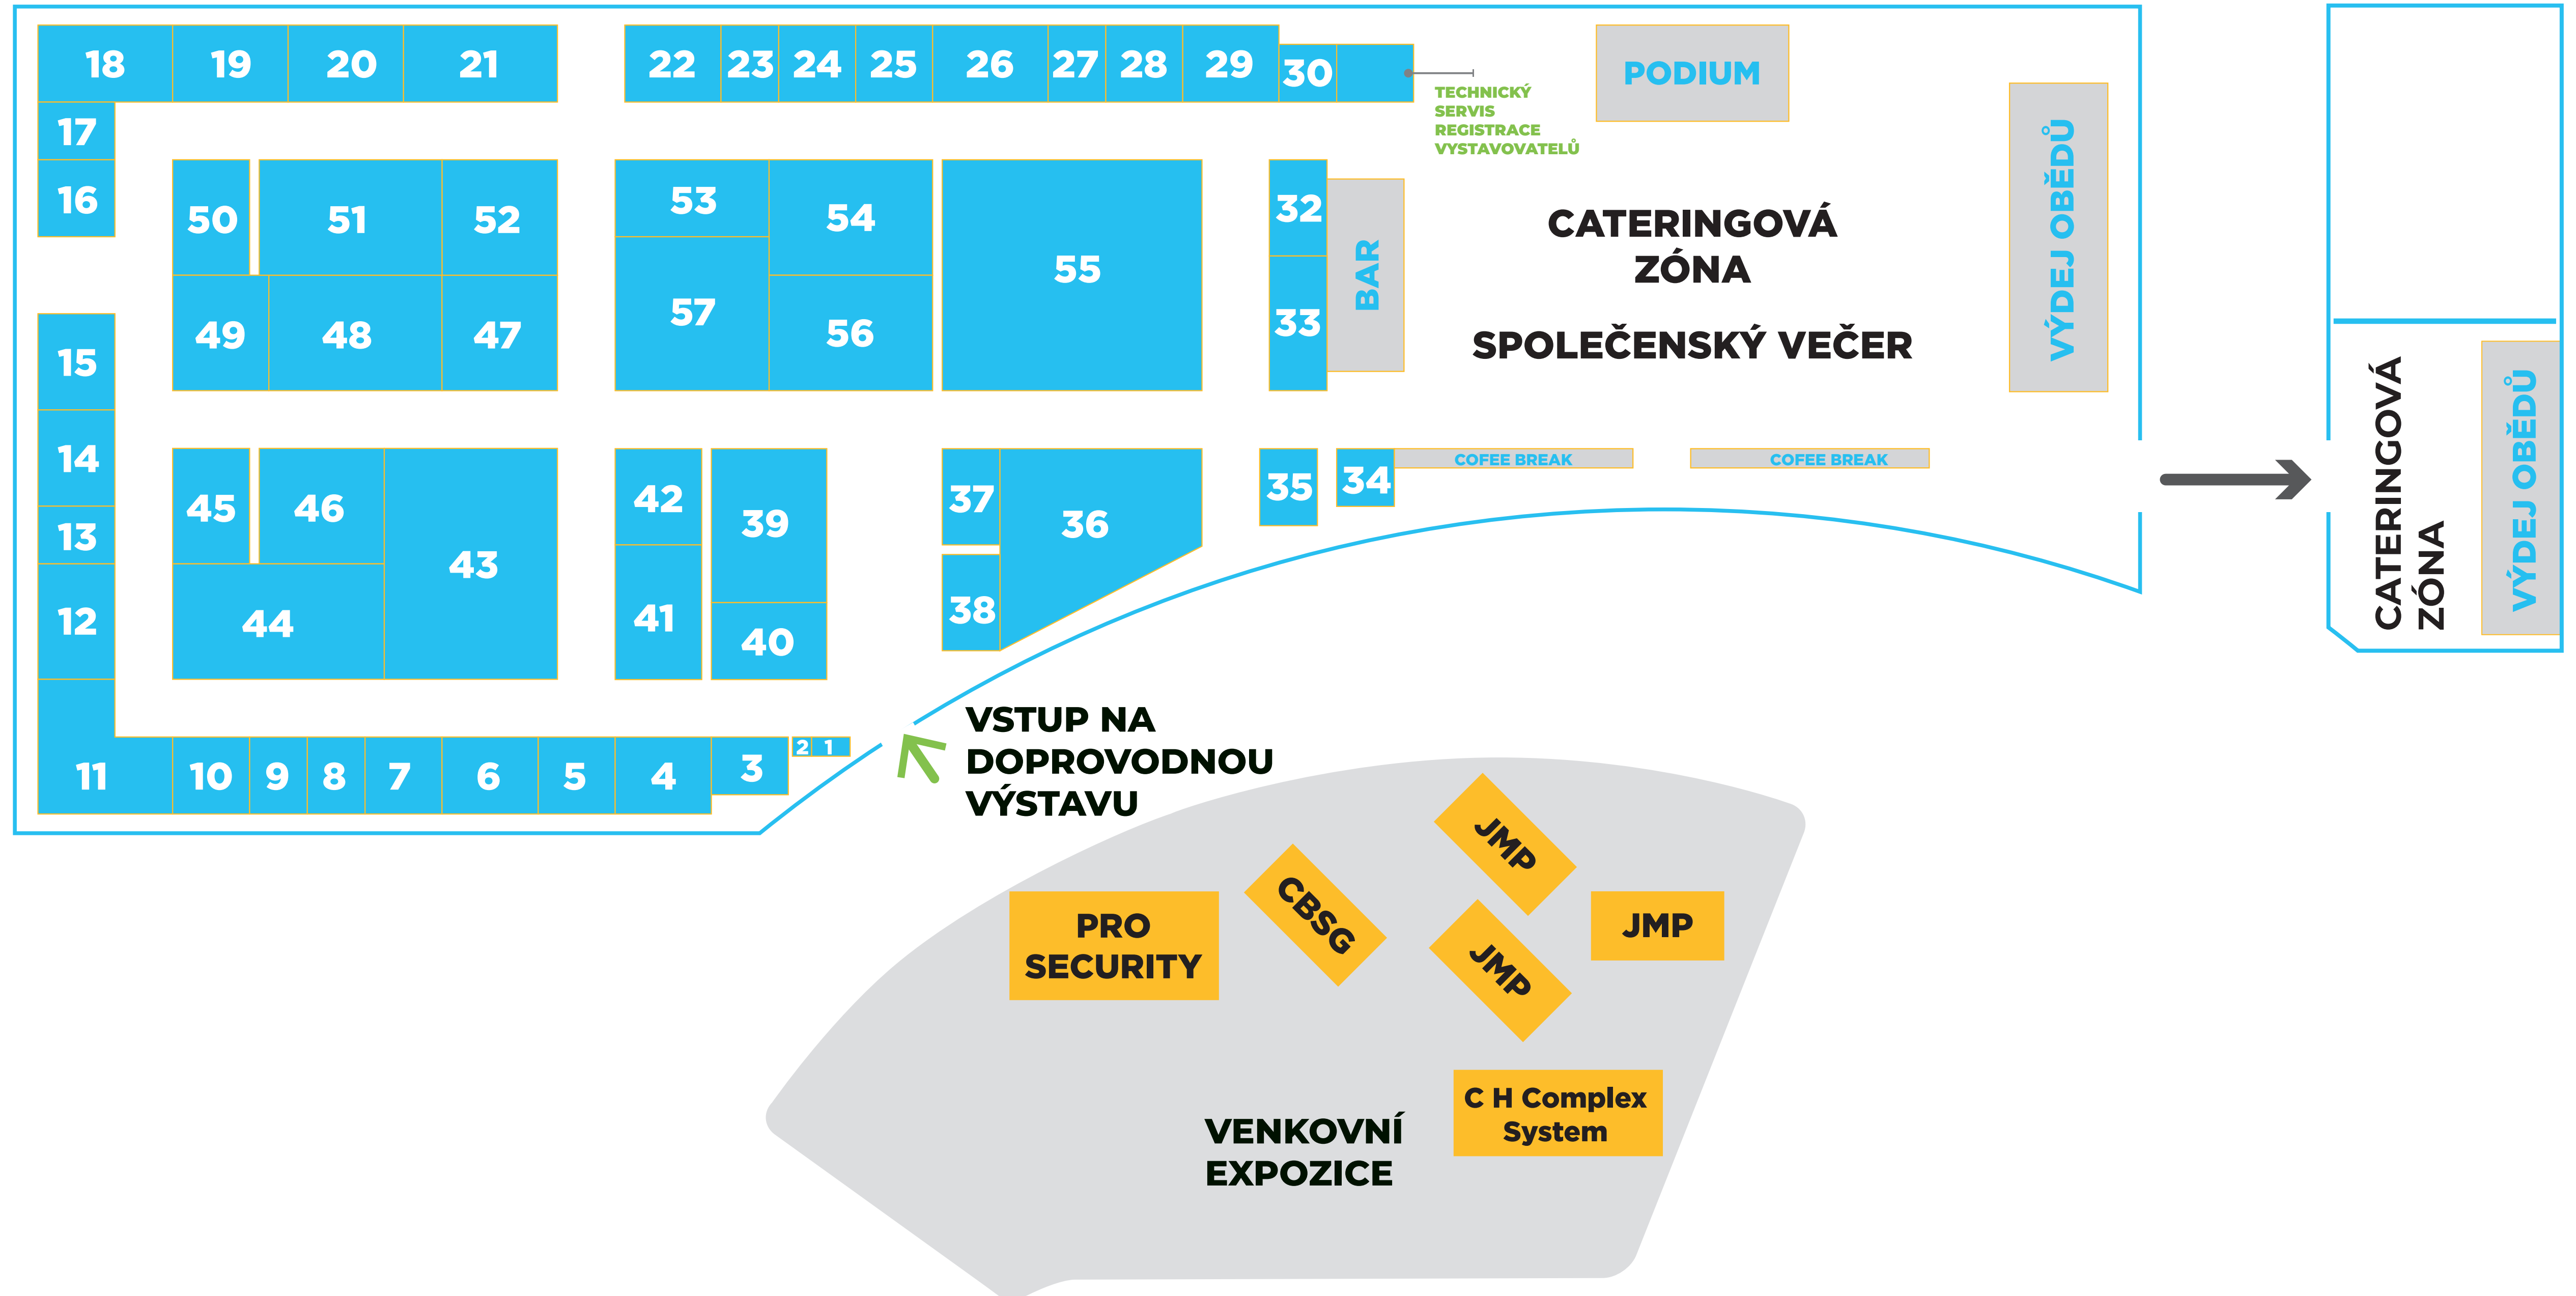 18 19 20 21 22 23 24 25 26 27 28 29 30
PODIUM
TECHNICKÝ
SERVIS
REGISTRACE
VYSTAVOVATELŮ
17
16
50 51 52 53 54 55 32
49 48 47 57 56 33
BAR
CATERINGOVÁ
ZÓNA
SPOLEČENSKÝ VEČER
VÝDEJ OBĚDŮ
15
14
13
12
45 46 42 39 37 36 35 34
COFEE BREAK
COFEE BREAK
43
44 41 40 38
CATERINGOVÁ
ZÓNA
VÝDEJ OBĚDŮ
11 10 9 8 7 6 5 4 3 2 1
VSTUP NA
DOPROVODNOU
VÝSTAVU
PRO
SECURITY
CBSG
JMP
JMP
JMP
C H Complex
System
VENKOVNÍ
EXPOZICE